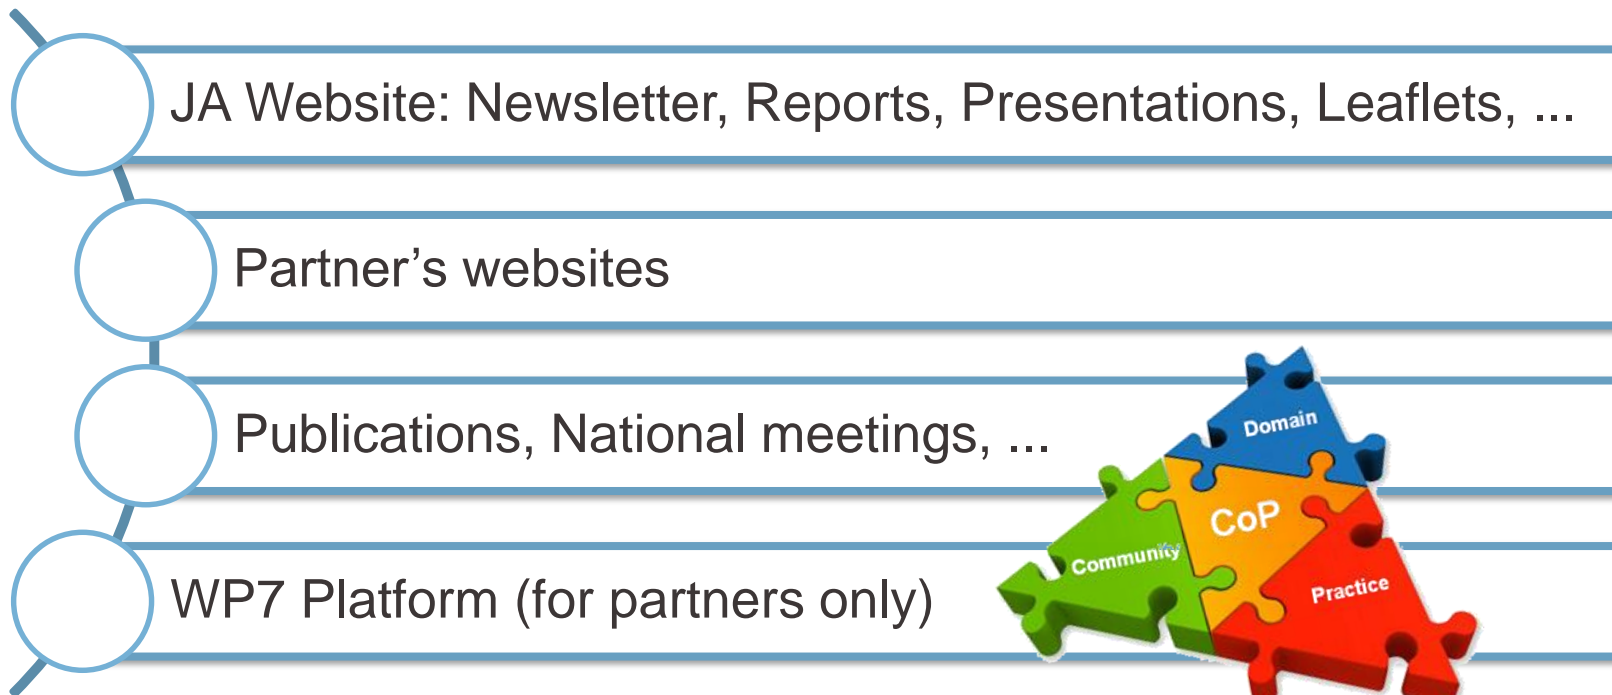 JA Website: Newsletter, Reports, Presentations, Leaflets, ...
Partner’s websites
Publications, National meetings, ...
WP7 Platform (for partners only)
Domain
CoP
Community
Practice